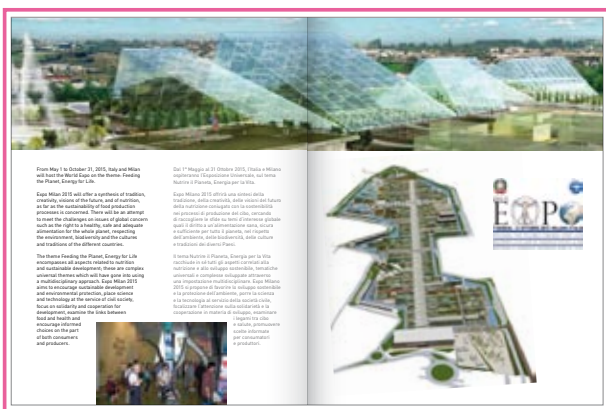 From May 1 to October 31, 2015, Italy and Milan
will host the World Expo on the theme: Feeding
the Planet, Energy for Life.
Expo Milan 2015 will offer a synthesis of tradition,
creativity, visions of the future, and of nutrition,
as far as the sustainability of food production
processes is concerned. There will be an attempt
to meet the challenges on issues of global concern
such as the right to a healthy, safe and adequate
alimentation for the whole planet, respecting
the environment, biodiversity and the cultures
and traditions of the different countries.
The theme Feeding the Planet, Energy for Life
encompasses all aspects related to nutrition
and sustainable development; these are complex
universal themes which will have gone into using
a multidisciplinary approach. Expo Milan 2015
aims to encourage sustainable development
and environmental protection, place science
and technology at the service of civil society,
focus on solidarity and cooperation for
development, examine the links between
food and health and
encourage informed
choices on the part
of both consumers
and producers.
Dal 1° Maggio al 31 Ottobre 2015, l'Italia e Milano
ospiteranno l'Esposizione Universale, sul tema
Nutrire il Pianeta, Energia per la Vita.
Expo Milano 2015 offrirà una sintesi della
tradizione, della creatività, delle visioni del futuro
della nutrizione coniugato con la sostenibilità
nei processi di produzione del cibo, cercando
di raccogliere le sfide su temi di interesse globale
quali il diritto a un'alimentazione sana, sicura
e sufficiente per tutto il pianeta, nel rispetto
dell'ambiente, della biodiversità, delle culture
e tradizioni dei diversi Paesi.
Il tema Nutrire il Pianeta, Energia per la Vita
racchiude in sé tutti gli aspetti correlati alla
nutrizione e allo sviluppo sostenibile, tematiche
universali e complesse sviluppate attraverso
una impostazione multidisciplinare. Expo Milano
2015 si propone di favorire lo sviluppo sostenibile
e la protezione dell'ambiente, porre la scienza
e la tecnologia al servizio della società civile,
focalizzare l'attenzione sulla solidarietà e la
cooperazione in materia di sviluppo, esaminare
i legami tra cibo
e salute, promuovere
scelte informate
per consumatori
e produttori.
EXPO